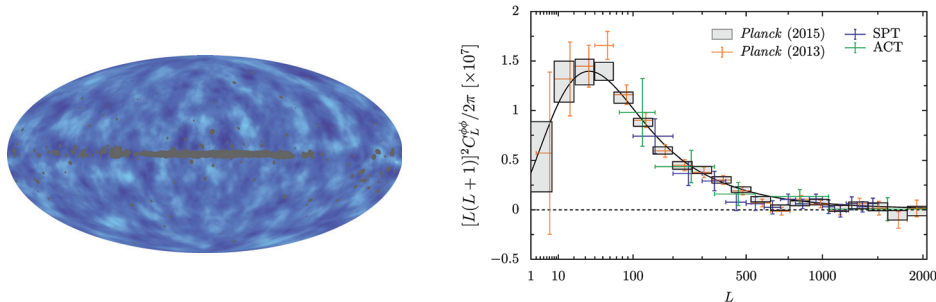 2
1.5
1
0.5
0
−0.5
[L(L + 1)]²C_L^{ϕϕ}/2π [×10⁷]
Planck (2015)
Planck (2013)
SPT
ACT
1 10 100 500 1000 2000
L